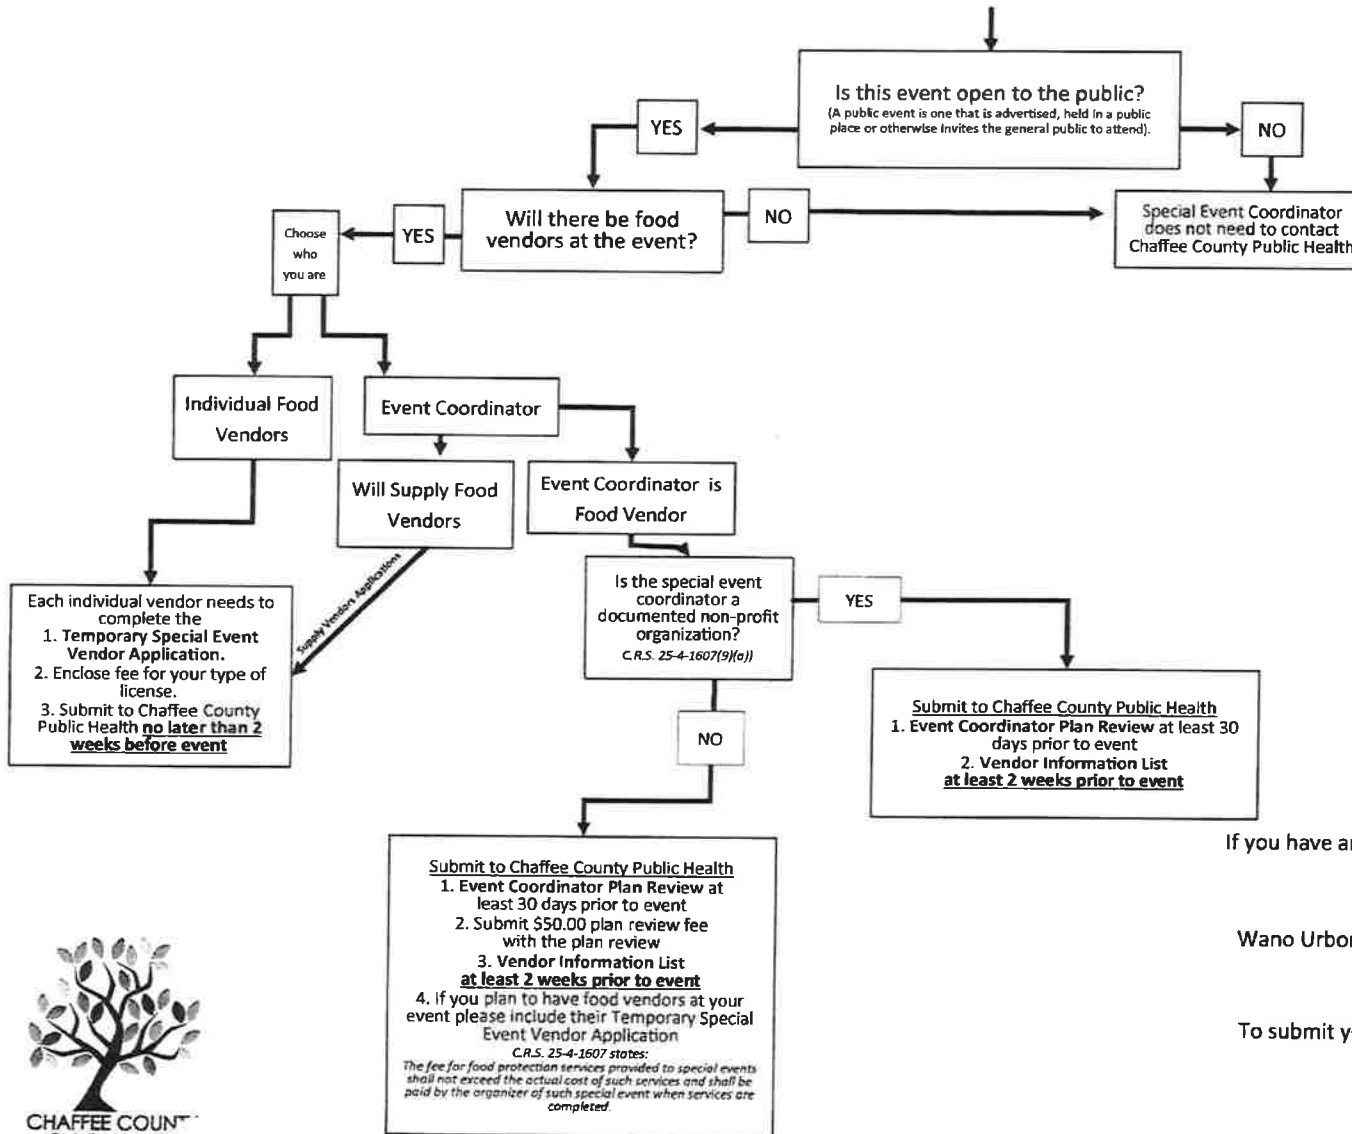 Is this event open to the public?
(A public event is one that is advertised, held in a public
place or otherwise invites the general public to attend).
YES
NO
Will there be food
vendors at the event?
NO
YES
Special Event Coordinator
does not need to contact
Chaffee County Public Health
Choose
who
you are
Individual Food
Vendors
Event Coordinator
Will Supply Food
Vendors
Event Coordinator is
Food Vendor
Supply Vendors Applications
Each individual vendor needs to
complete the
1. Temporary Special Event
Vendor Application.
2. Enclose fee for your type of
license.
3. Submit to Chaffee County
Public Health no later than 2
weeks before event
Is the special event
coordinator a
documented non-profit
organization?
C.R.S. 25-4-1607(9)(a))
YES
NO
Submit to Chaffee County Public Health
1. Event Coordinator Plan Review at least 30
days prior to event
2. Vendor Information List
at least 2 weeks prior to event
Submit to Chaffee County Public Health
1. Event Coordinator Plan Review at
least 30 days prior to event
2. Submit $50.00 plan review fee
with the plan review
3. Vendor Information List
at least 2 weeks prior to event
4. If you plan to have food vendors at your
event please include their Temporary Special
Event Vendor Application
C.R.S. 25-4-1607 states:
The fee for food protection services provided to special events
shall not exceed the actual cost of such services and shall be
paid by the organizer of such special event when services are
completed.
If you have
Wano
To submit
CHAFFEE